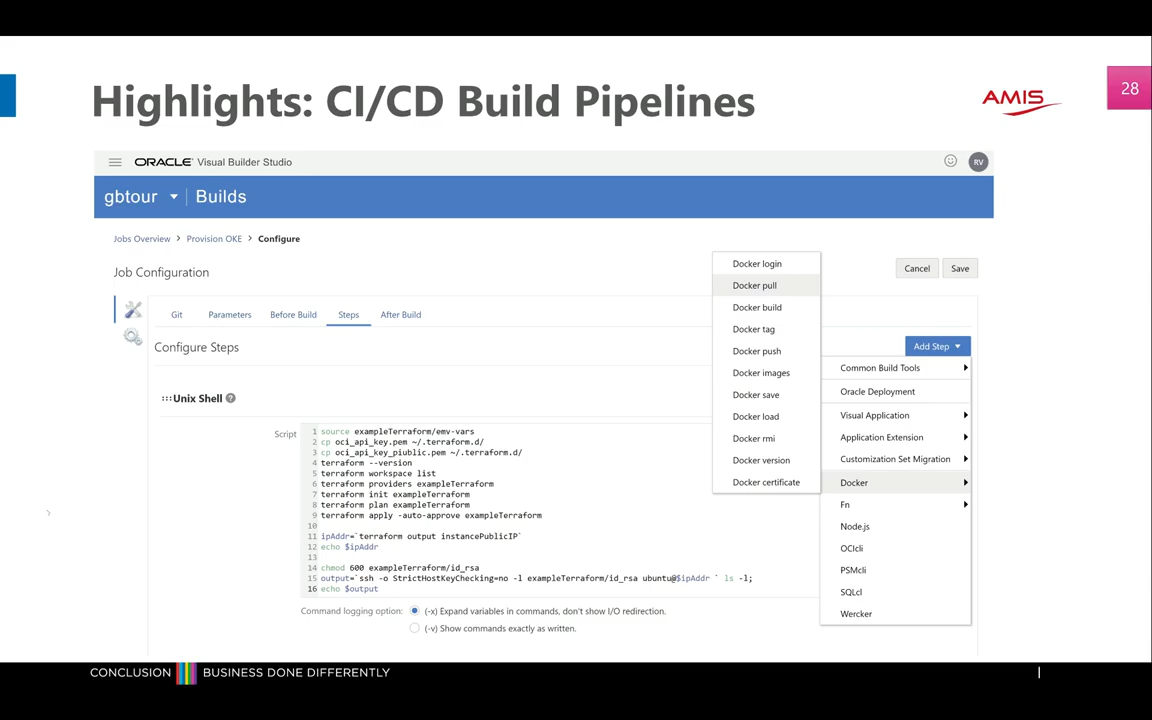 Highlights: CI/CD Build Pipelines
AMIS
28
ORACLE Visual Builder Studio
RV
gbtour Builds
Jobs Overview > Provision OKE > Configure
Job Configuration
Cancel Save
Git Parameters Before Build Steps After Build
Configure Steps
Add Step
Docker login
Docker pull
Docker build
Docker tag
Docker push
Docker images
Docker save
Docker load
Docker rmi
Docker version
Docker certificate
Common Build Tools
Oracle Deployment
Visual Application
Application Extension
Customization Set Migration
Docker
Fn
Node.js
OCIcli
PSMcli
SQLcl
Wercker
Unix Shell ?
Script
1 source exampleTerraform/emv-vars
2 cp oci_api_key.pem ~/.terraform.d/
3 cp oci_api_key_piublic.pem ~/.terraform.d/
4 terraform --version
5 terraform workspace list
6 terraform providers exampleTerraform
7 terraform init exampleTerraform
8 terraform plan exampleTerraform
9 terraform apply -auto-approve exampleTerraform
10
11 ipAddr=`terraform output instancePublicIP`
12 echo $ipAddr
13
14 chmod 600 exampleTerraform/id_rsa
15 output=`ssh -o StrictHostKeyChecking=no -l exampleTerraform/id_rsa ubuntu@$ipAddr ` ls -l;
16 echo $output
Command logging option: (-x) Expand variables in commands, don't show I/O redirection.
(-v) Show commands exactly as written.
CONCLUSION BUSINESS DONE DIFFERENTLY